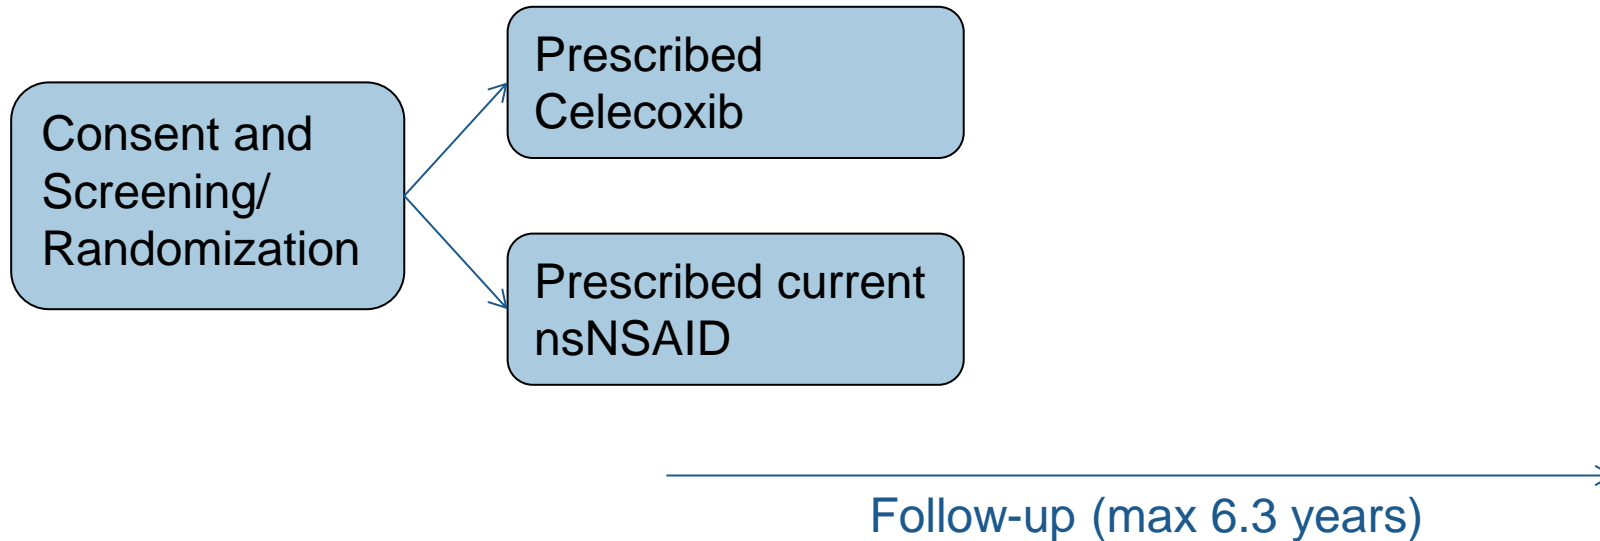 Consent and
Screening/
Randomization
Prescribed
Celecoxib
Prescribed current
nsNSAID
Follow-up (max 6.3 years)